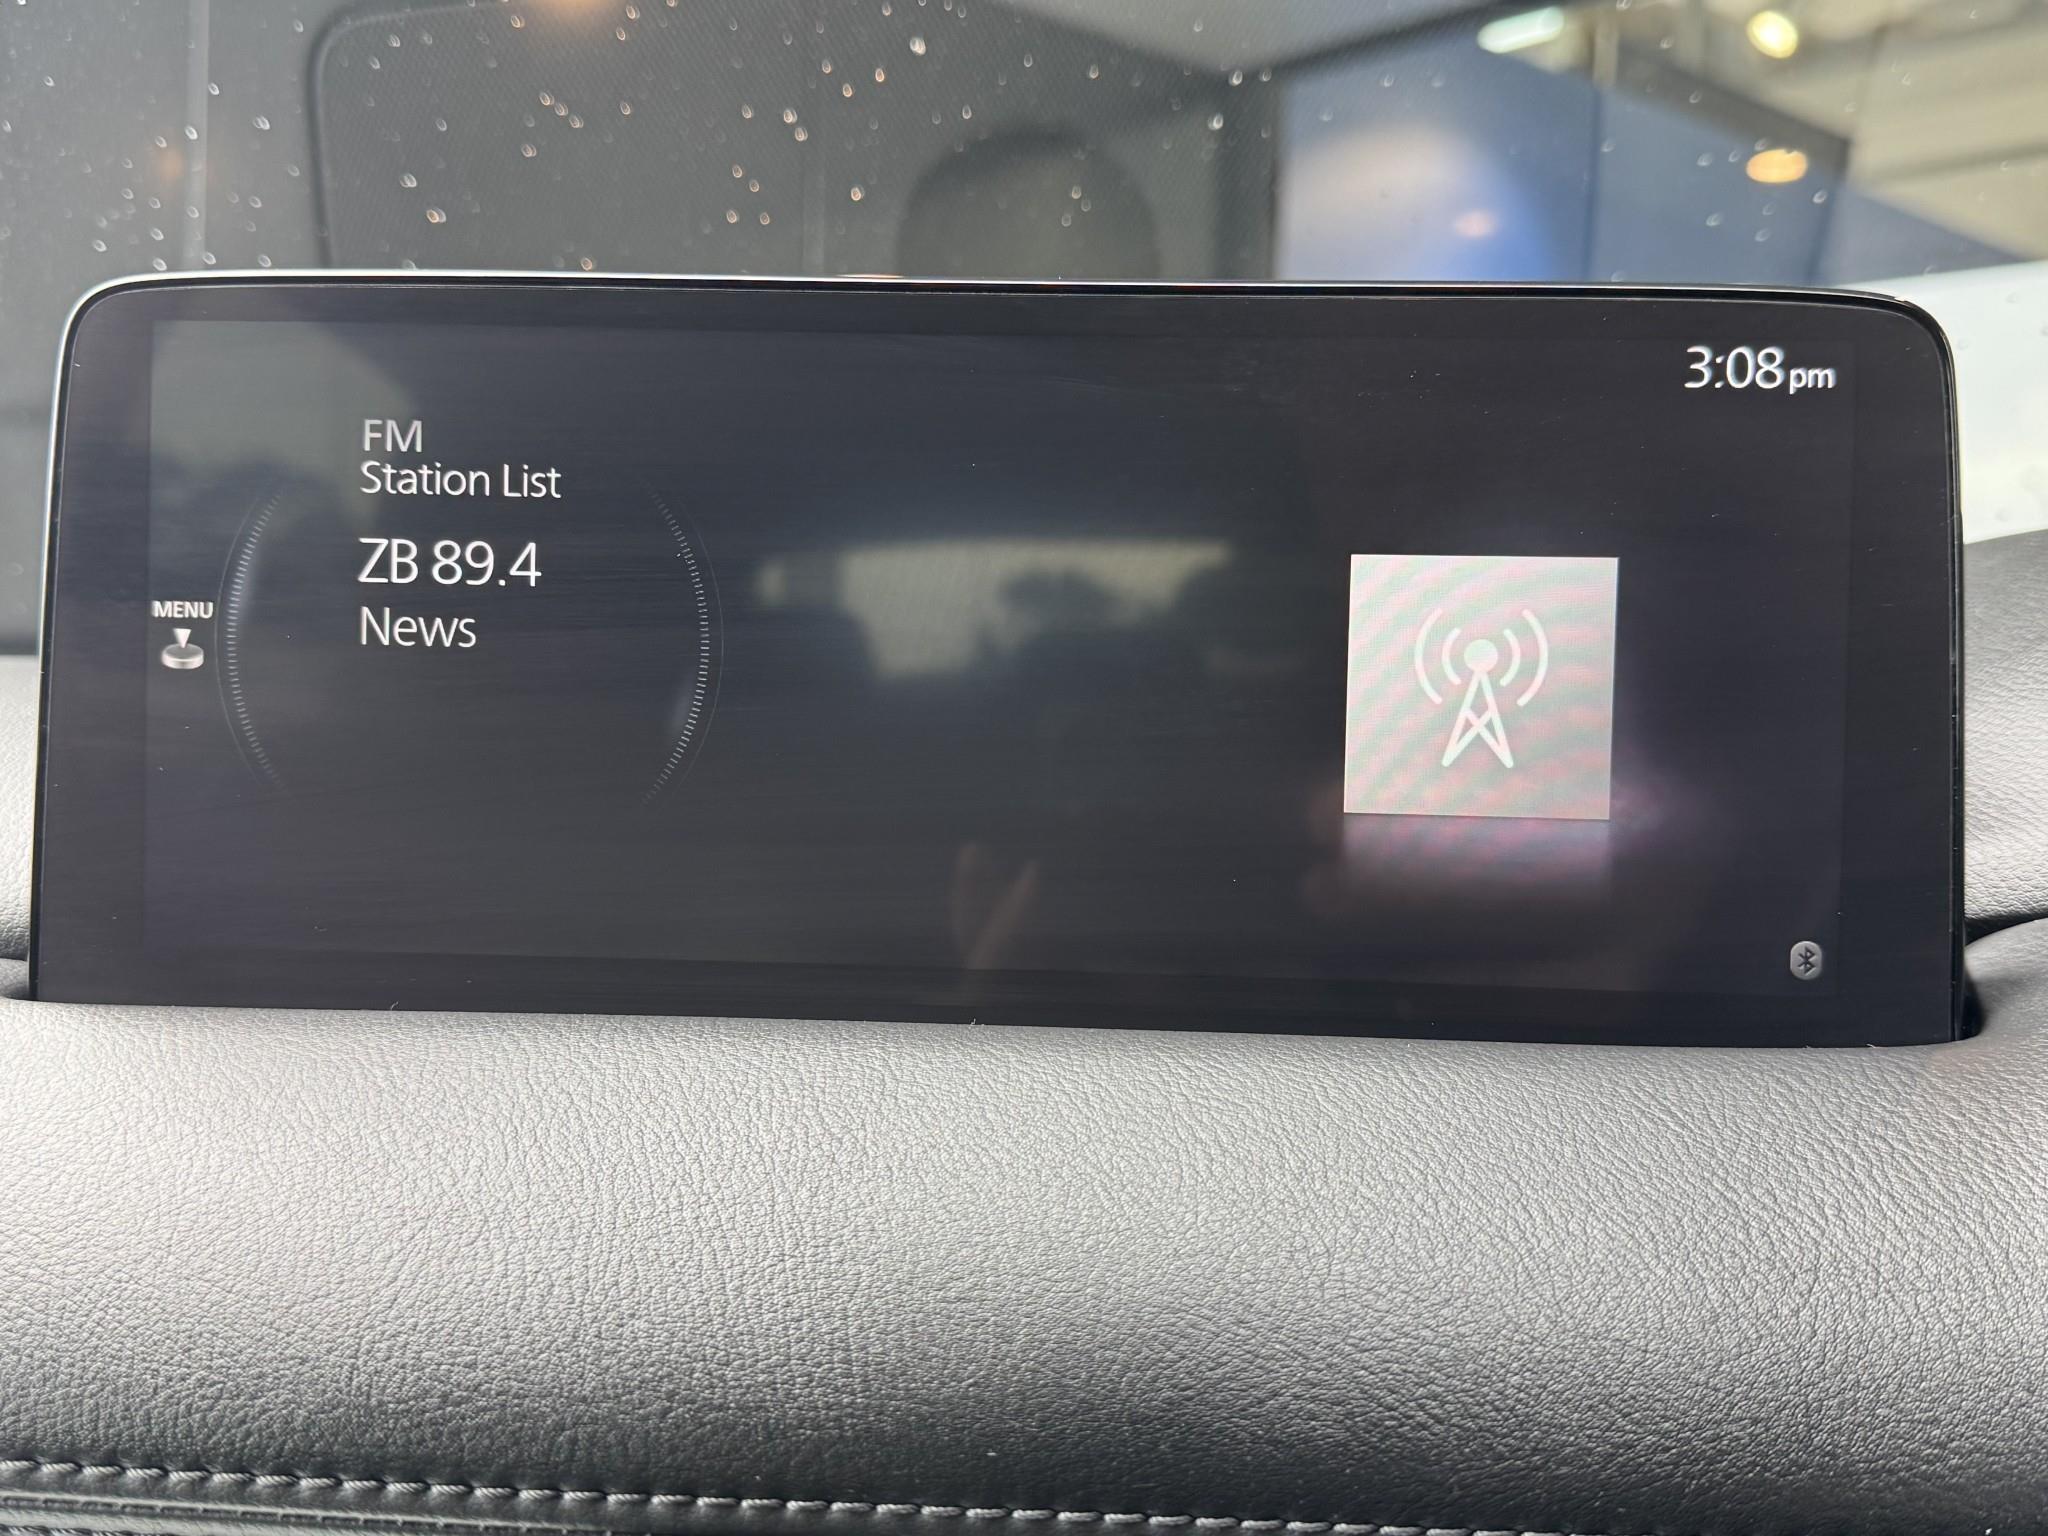 3:08pm
FM
Station List
ZB 89.4
News
MENU